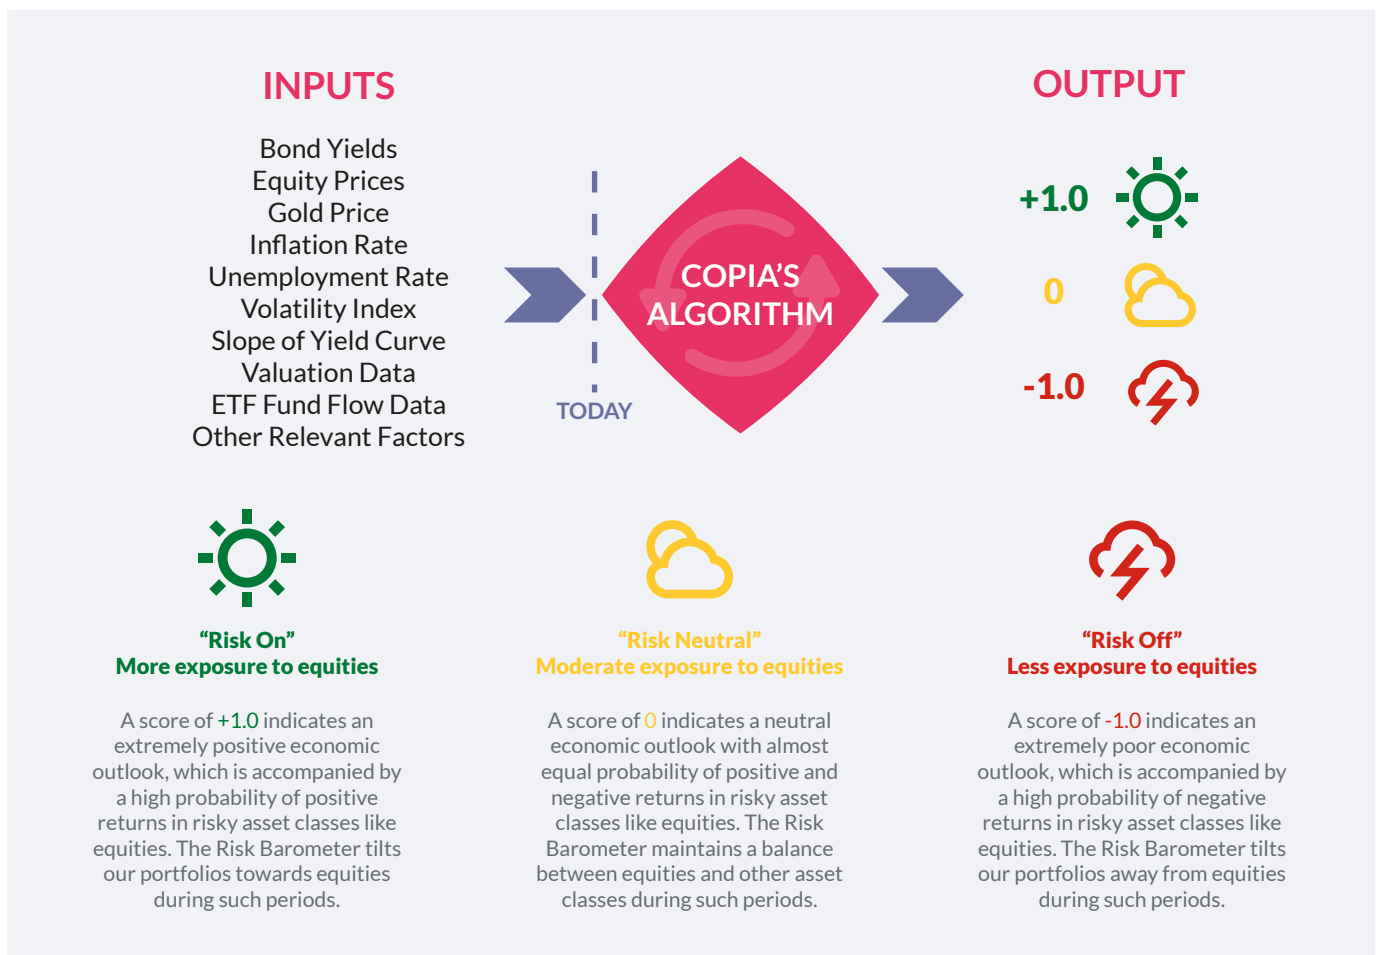 INPUTS
Bond Yields
Equity Prices
Gold Price
Inflation Rate
Unemployment Rate
Volatility Index
Slope of Yield Curve
Valuation Data
ETF Fund Flow Data
Other Relevant Factors
TODAY
COPIA'S
ALGORITHM
OUTPUT
+1.0
0
-1.0
“Risk On”
More exposure to equities
A score of +1.0 indicates an
extremely positive economic
outlook, which is accompanied by
a high probability of positive
returns in risky asset classes like
equities. The Risk Barometer tilts
our portfolios towards equities
during such periods.
“Risk Neutral”
Moderate exposure to equities
A score of 0 indicates a neutral
economic outlook with almost
equal probability of positive and
negative returns in risky asset
classes like equities. The Risk
Barometer maintains a balance
between equities and other asset
classes during such periods.
“Risk Off”
Less exposure to equities
A score of -1.0 indicates an
extremely poor economic
outlook, which is accompanied by
a high probability of negative
returns in risky asset classes like
equities. The Risk Barometer tilts
our portfolios away from equities
during such periods.